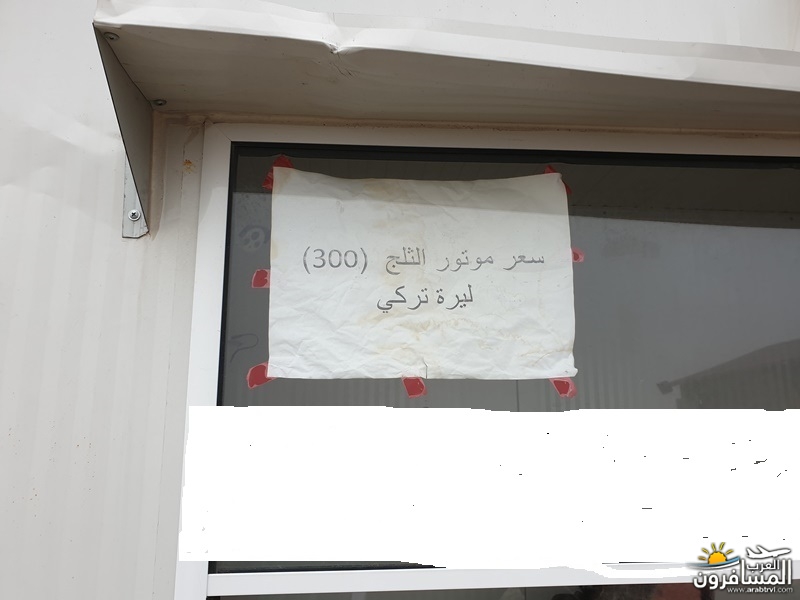 سعر موتور الثلج (300)
ليرة تركي
العرب
المسافرون
www.arabtrvl.com